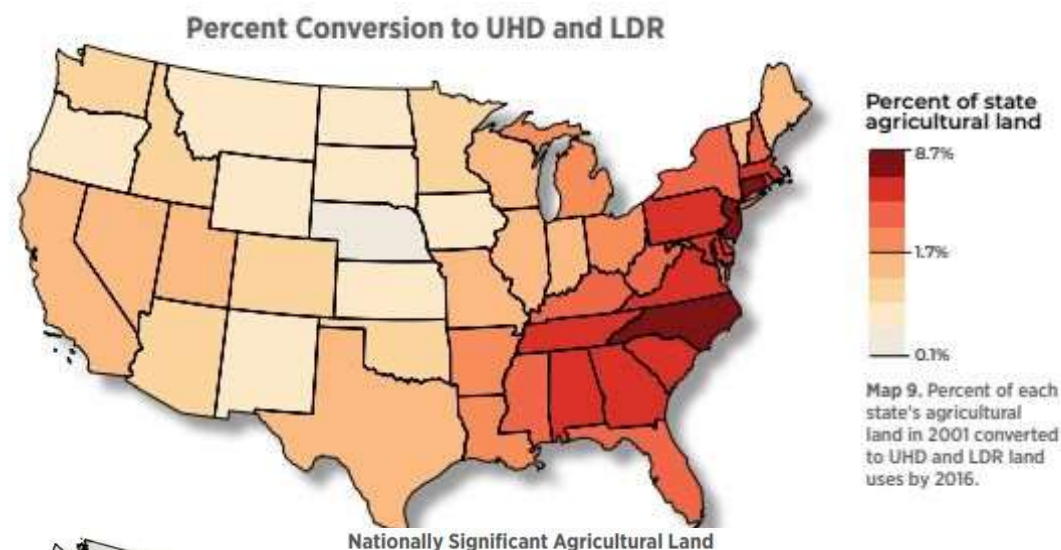 Percent Conversion to UHD and LDR
Percent of state
agricultural land
8.7%
1.7%
0.1%
Map 9. Percent of each
state's agricultural
land in 2001 converted
to UHD and LDR land
uses by 2016.
Nationally Significant Agricultural Land